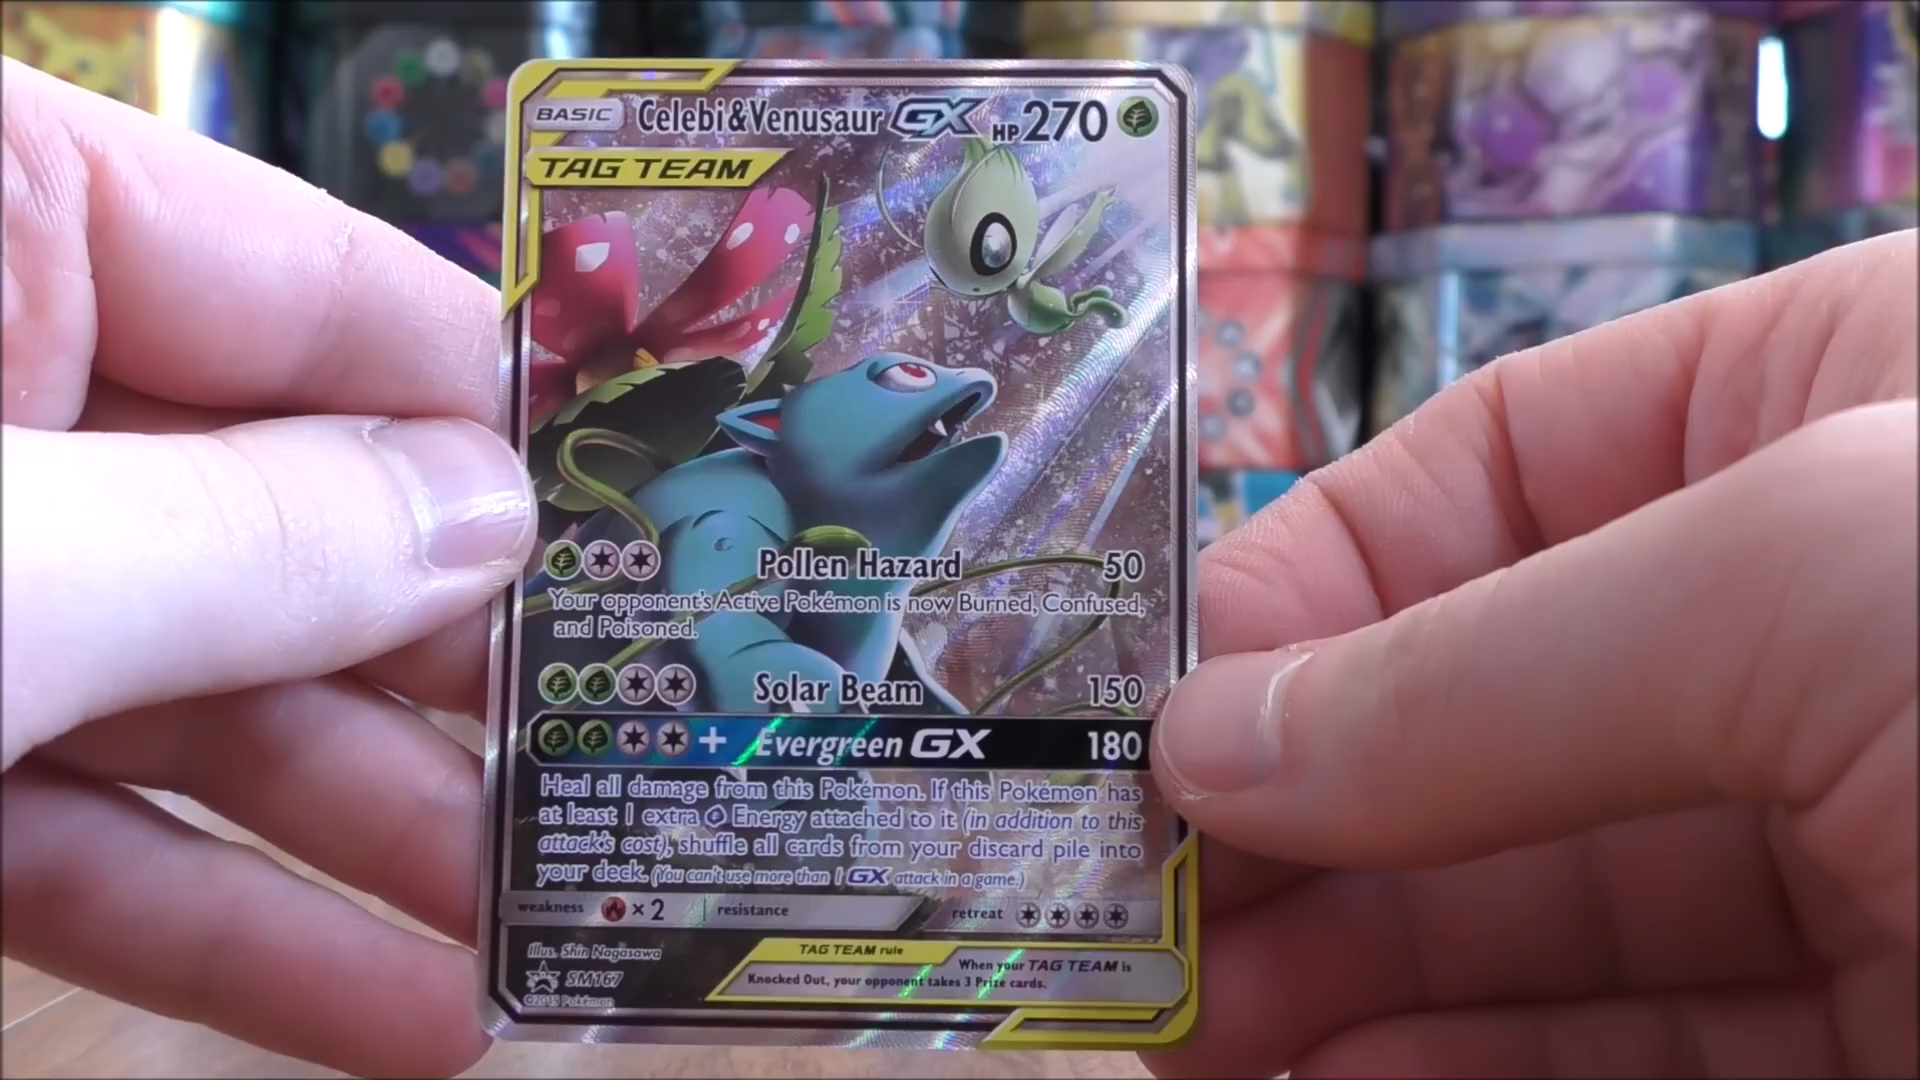 BASIC Celebi&Venusaur GX HP 270
TAG TEAM
Pollen Hazard 50
Your opponent's Active Pokémon is now Burned, Confused,
and Poisoned.
Solar Beam 150
+ Evergreen GX 180
Heal all damage from this Pokémon. If this Pokémon has
at least 1 extra Energy attached to it (in addition to this
attack's cost), shuffle all cards from your discard pile into
your deck. (You can't use more than 1 GX attack in a game.)
weakness × 2 resistance retreat
Illus. Shin Nagasawa
SM167
©2019 Pokémon
TAG TEAM rule
When your TAG TEAM is
Knocked Out, your opponent takes 3 Prize cards.